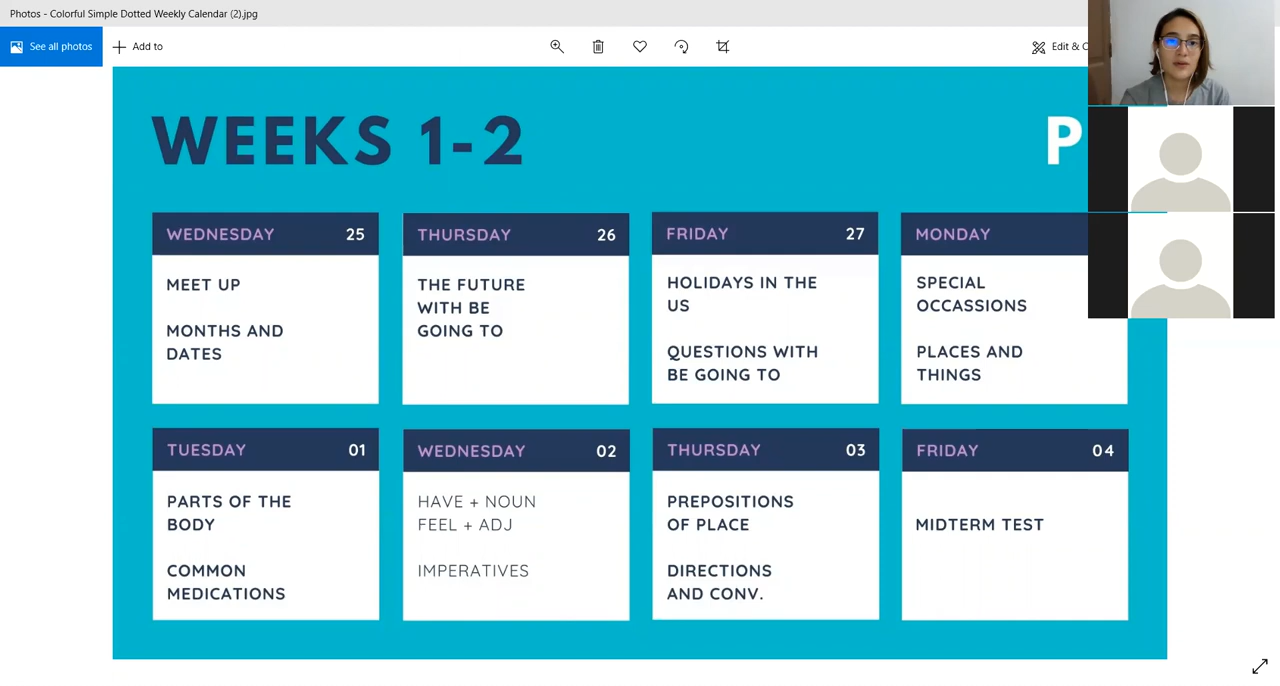 Photos - Colorful Simple Dotted Weekly Calendar (2).jpg
See all photos
Add to
Edit & C
WEEKS 1-2
P
WEDNESDAY 25
MEET UP
MONTHS AND
DATES
THURSDAY 26
THE FUTURE
WITH BE
GOING TO
FRIDAY 27
HOLIDAYS IN THE
US
QUESTIONS WITH
BE GOING TO
MONDAY
SPECIAL
OCCASSIONS
PLACES AND
THINGS
TUESDAY 01
PARTS OF THE
BODY
COMMON
MEDICATIONS
WEDNESDAY 02
HAVE + NOUN
FEEL + ADJ
IMPERATIVES
THURSDAY 03
PREPOSITIONS
OF PLACE
DIRECTIONS
AND CONV.
FRIDAY 04
MIDTERM TEST